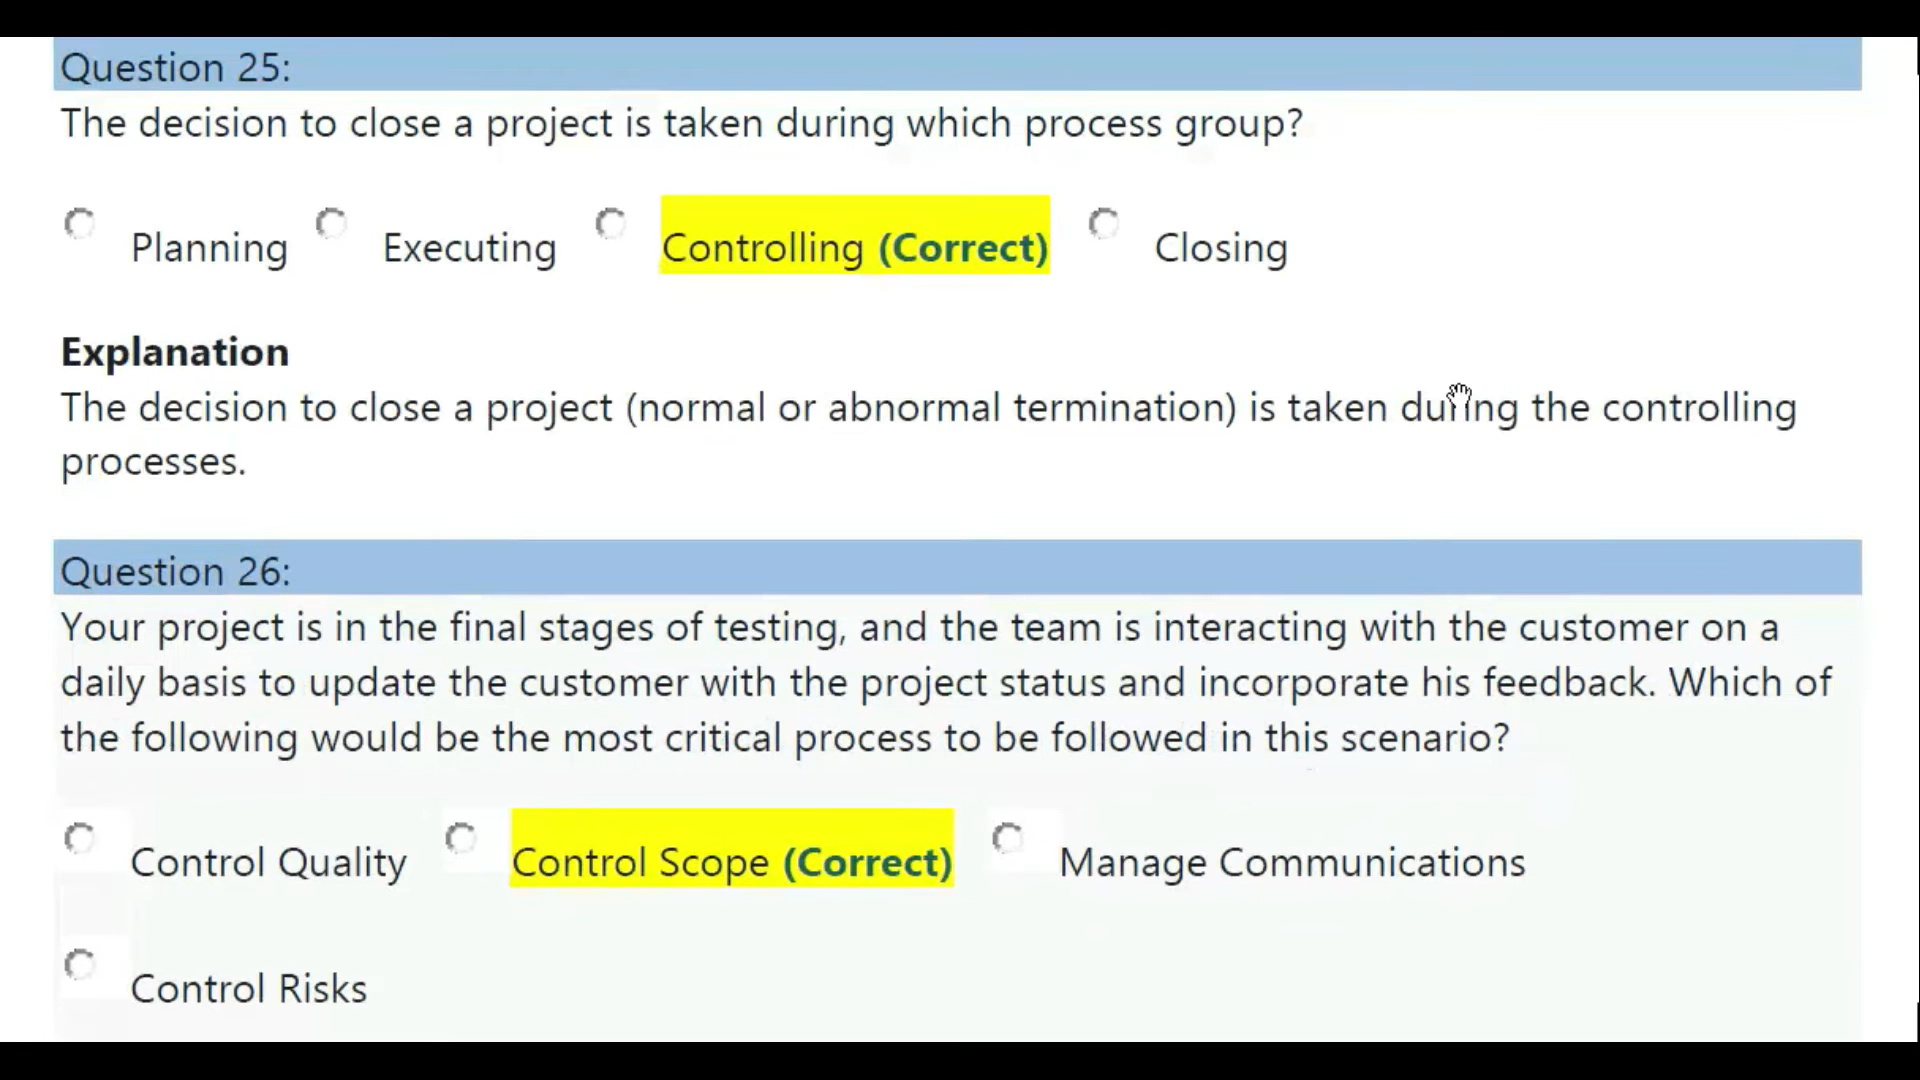 Question 25:
The decision to close a project is taken during which process group?
Planning Executing Controlling (Correct) Closing
Explanation
The decision to close a project (normal or abnormal termination) is taken during the controlling
processes.
Question 26:
Your project is in the final stages of testing, and the team is interacting with the customer on a
daily basis to update the customer with the project status and incorporate his feedback. Which of
the following would be the most critical process to be followed in this scenario?
Control Quality Control Scope (Correct) Manage Communications
Control Risks